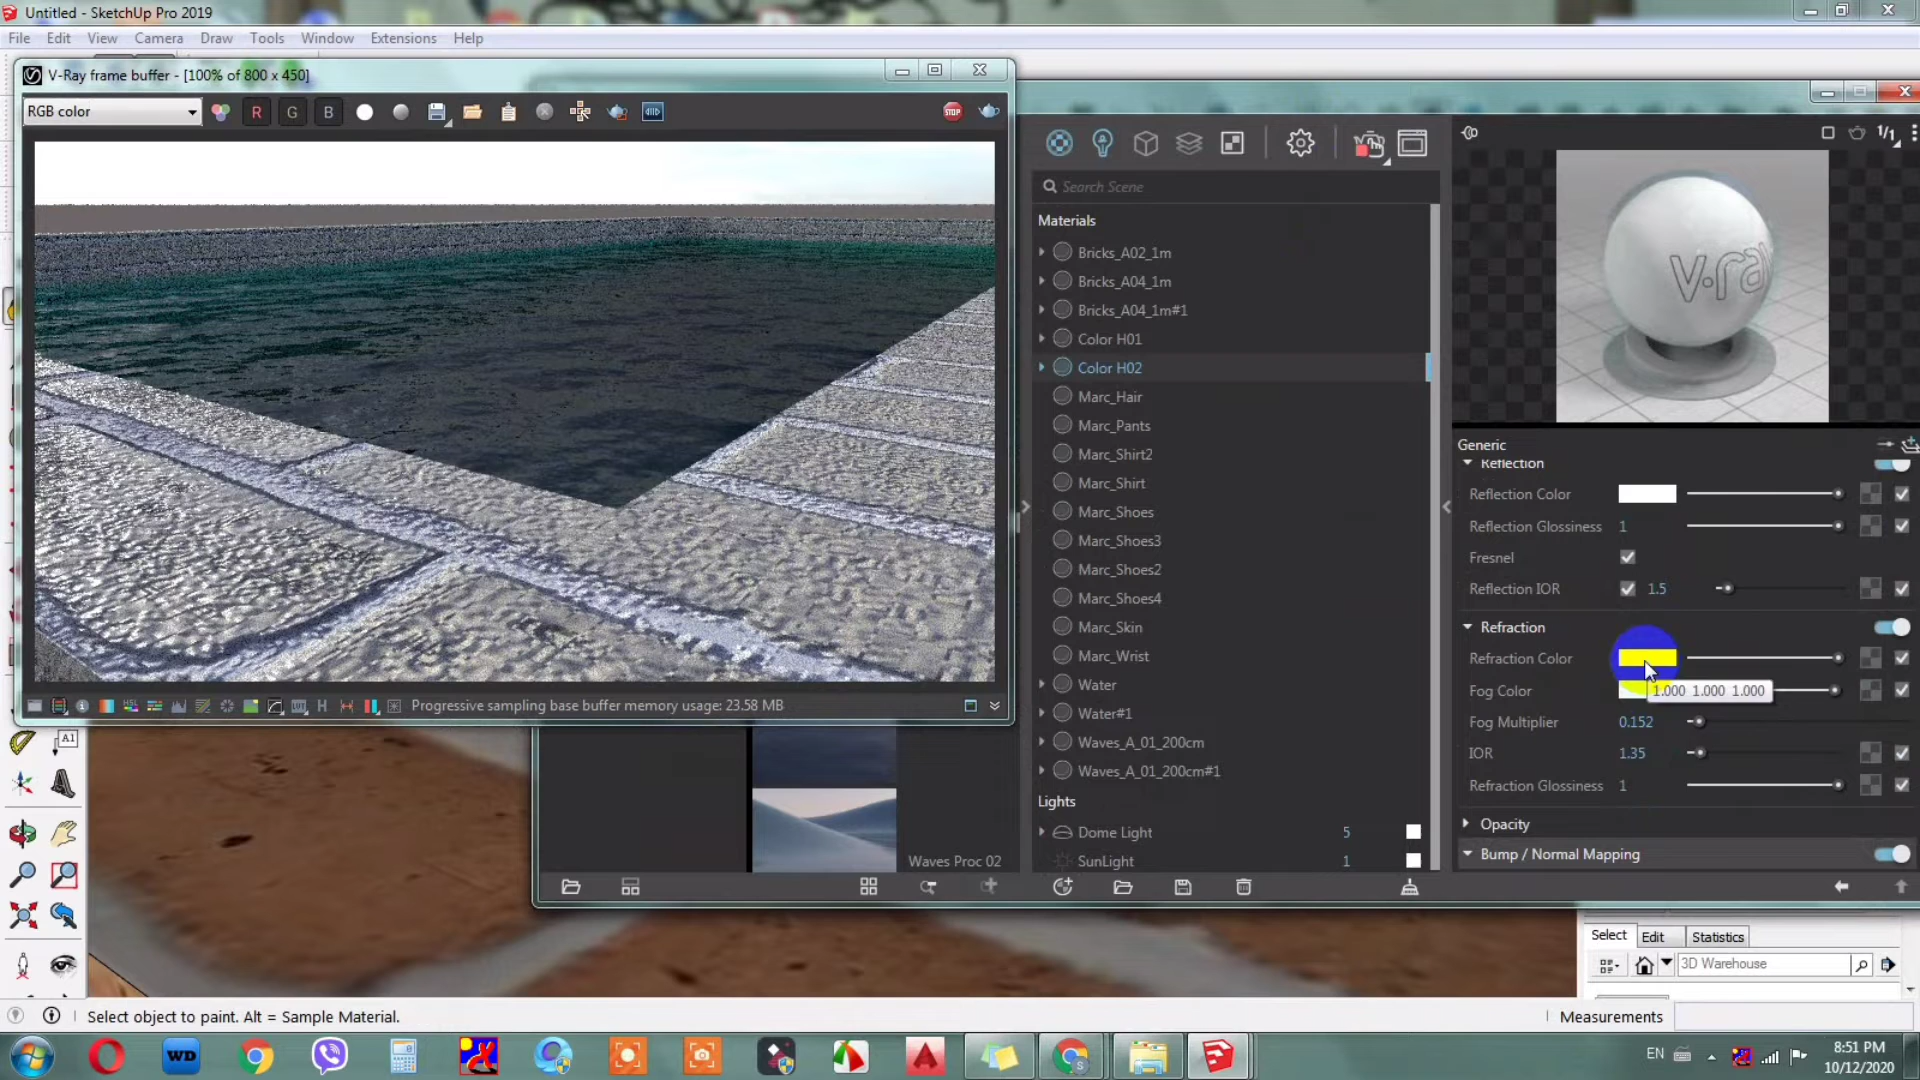 Untitled - SketchUp Pro 2019
File Edit View Camera Draw Tools Window Extensions Help
V-Ray frame buffer - [100% of 800 x 450]
RGB color
R G B
STOP
1/1
Search Scene
Materials
Bricks_A02_1m
Bricks_A04_1m
Bricks_A04_1m#1
Color H01
Color H02
Marc_Hair
Marc_Pants
Marc_Shirt2
Marc_Shirt
Marc_Shoes
Marc_Shoes3
Marc_Shoes2
Marc_Shoes4
Marc_Skin
Marc_Wrist
Water
Water#1
Waves_A_01_200cm
Waves_A_01_200cm#1
Lights
Dome Light 5
SunLight 1
v-ray
Generic
Reflection
Reflection Color
Reflection Glossiness 1
Fresnel
Reflection IOR 1.5
Refraction
Refraction Color
Fog Color
1.000 1.000 1.000
Fog Multiplier 0.152
IOR 1.35
Refraction Glossiness 1
Opacity
Bump / Normal Mapping
HSL
H
Progressive sampling base buffer memory usage: 23.58 MB
A1
Waves Proc 02
Select Edit Statistics
3D Warehouse
Select object to paint. Alt = Sample Material.
Measurements
WD
EN
8:51 PM
10/12/2020